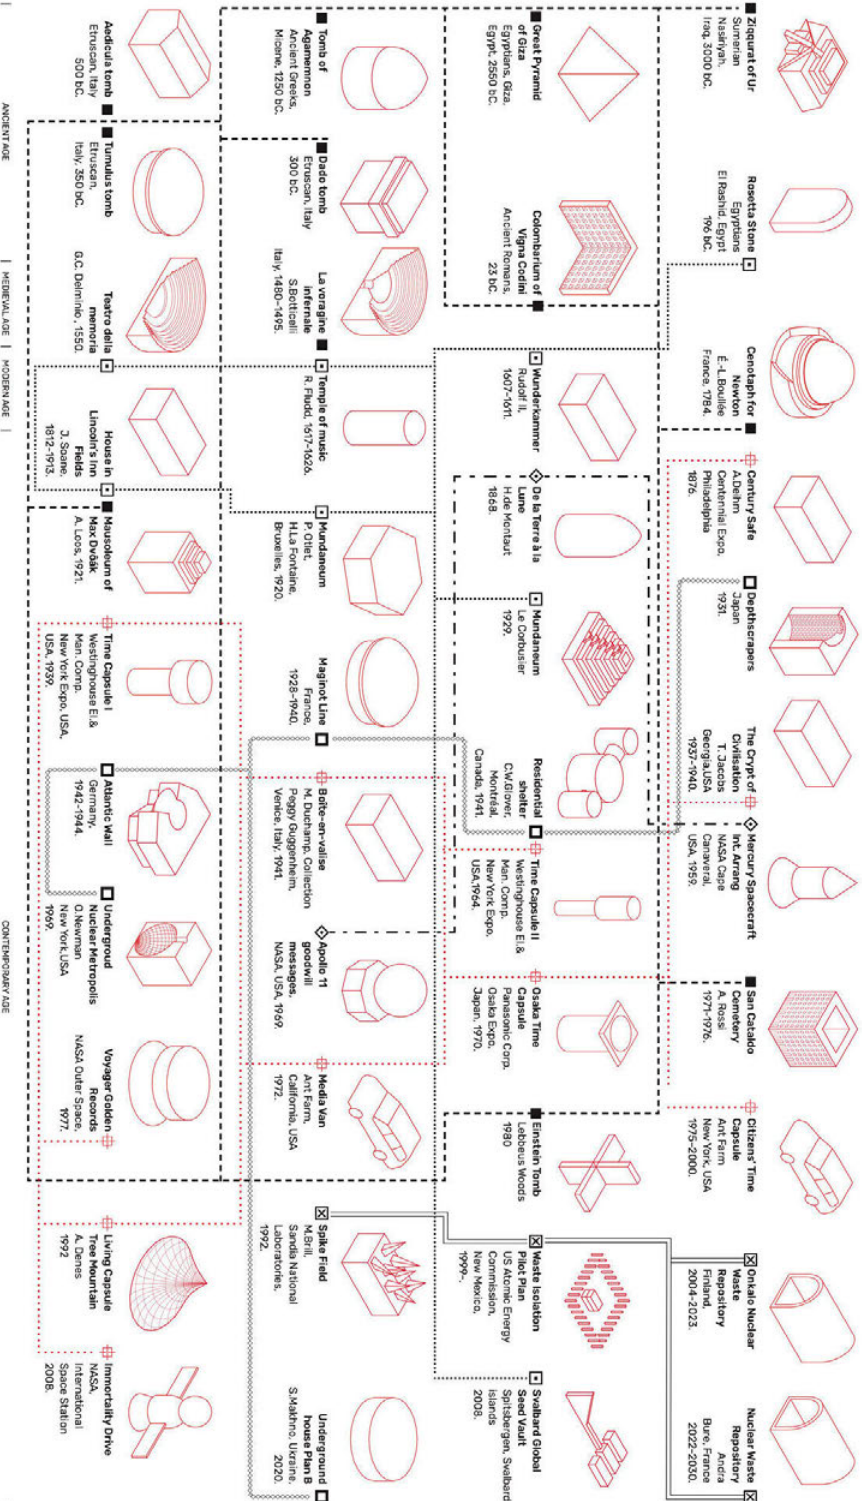 Ziqqurat of Ur
Sumerian
Nasiriyah,
Iraq, 3000 bC.
Rosetta Stone
Egyptians
El Rashid, Egypt
196 bC.
Cenotaph for
Newton
É.-L.Boullée
France, 1784.
Century Safe
A.Deihm
Centennial Expo,
Philadelphia
1876.
Depthscrapers
Japan
1931.
The Crypt of
Civilisation
T. Jacobs
Georgia,USA
1937-1940.
Mercury Spacecraft
Int. Arrang
NASA Cape
Canaveral,
USA, 1959.
San Cataldo
Cemetery
A. Rossi
1971-1976.
Citizens' Time
Capsule
Ant Farm
New York, USA
1975-2000.
Onkalo Nuclear
Waste
Repository
Finland,
2004-2023.
Nuclear Waste
Repository
Andra
Bure, France
2022-2030.
Great Pyramid
of Giza
Egyptians, Giza,
Egypt, 2550 bC.
Colombarium of
Vigna Codini
Ancient Romans,
23 bC.
Wunderkammer
Rudolf II,
1607-1611.
De la Terre à la
Lune
H.de Montaut
1868.
Mundaneum
Le Corbusier
1929.
Residential
shelter
C.W.Glover,
Montréal,
Canada, 1941.
Time Capsule II
Westinghouse El.&
Man. Comp.
New York Expo,
USA,1964.
Osaka Time
Capsule
Panasonic Corp.
Osaka Expo,
Japan, 1970.
Einstein Tomb
Lebbeus Woods
1980
Waste Isolation
Pilot Plan
US Atomic Energy
Commission,
New Mexico,
1999-.
Svalbard Global
Seed Vault
Spitsbergen, Svalbard
islands
2008.
Tomb of
Agamemnon
Ancient Greeks,
Micene, 1250 bC.
Dado tomb
Etruscan, Italy
300 bC.
La voragine
infernale
S.Botticelli
Italy, 1480-1495.
Temple of music
R. Fludd, 1617-1626.
Mundaneum
P. Otlet,
H.La Fontaine,
Bruxelles, 1920.
Maginot Line
France,
1928-1940.
Boîte-en-valise
M. Duchamp, Collection
Peggy Guggenheim,
Venice, Italy, 1941.
Apollo 11
goodwill
messages,
NASA, USA, 1969.
Media Van
Ant Farm,
California, USA
1972.
Spike Field
M.Brill,
Sandia National
Laboratories,
1992.
Underground
house Plan B
S.Makhno, Ukraine,
2020.
Aedicula tomb
Etruscan, Italy
500 bC.
Tumulus tomb
Etruscan,
Italy, 350 bC.
Teatro della
memoria
G.C. Delminio , 1550.
House in
Lincoln's Inn
Fields
J. Soane,
1812-1913.
Mausoleum of
Max Dvǒák
A. Loos, 1921.
Time Capsule I
Westinghouse El.&
Man. Comp.
New York Expo, USA,
USA, 1939.
Atlantic Wall
Germany,
1942-1944.
Undergroud
Nuclear Metropolis
O.Newman
New York,USA
1969.
Voyager Golden
Records
NASA Outer Space,
1977.
Living Capsule
Tree Mountain
A. Denes
1992
Immortality Drive
NASA,
International
Space Station
2008.
ANCIENT AGE
MEDIEVAL AGE
MODERN AGE
CONTEMPORARY AGE